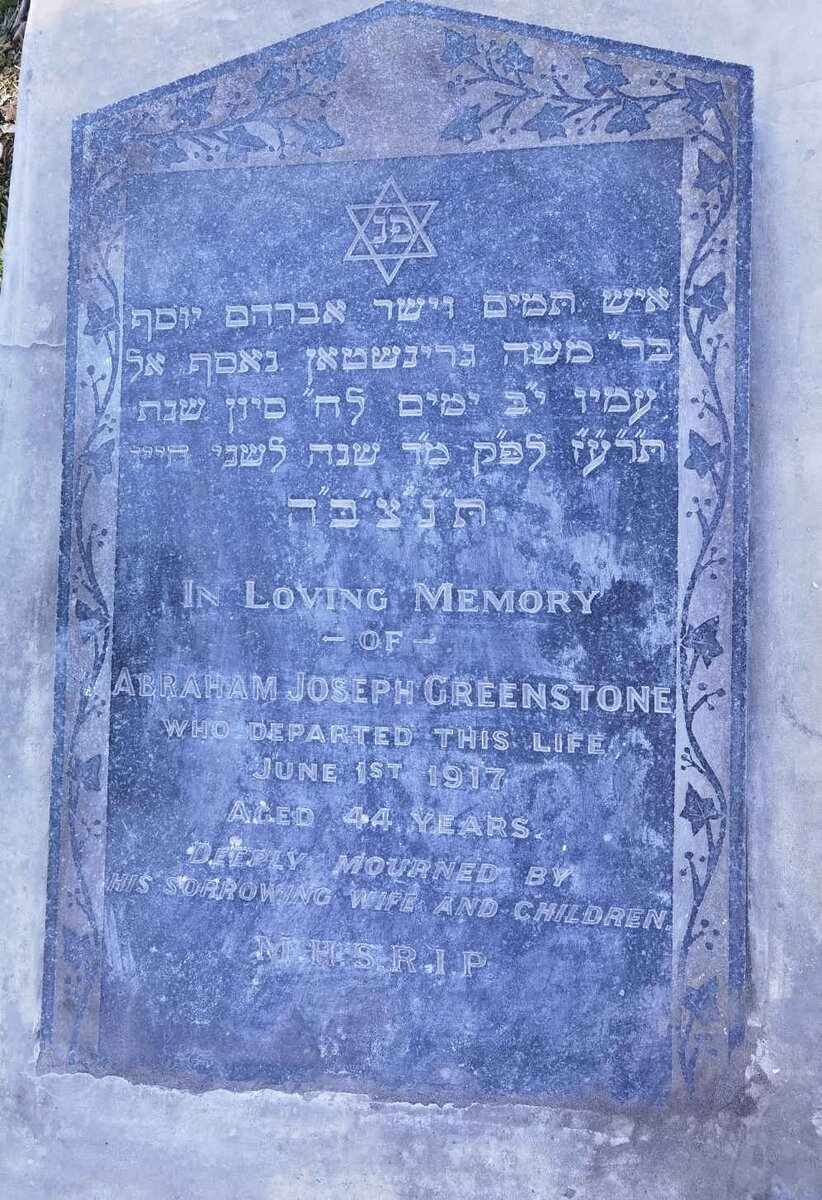 פנ
איש תמים וישר אברהם יוסף
בר״ משה גרינשטאן נאסף אל
עמיו י״ב ימים לח״ סיון שנת
תרע״ז לפ״ק מ״ד שנה לשני חייו
ת״נ״צ״ב״ה
IN LOVING MEMORY
- OF -
ABRAHAM JOSEPH GREENSTONE
WHO DEPARTED THIS LIFE
JUNE 1ST 1917
AGED 44 YEARS.
DEEPLY MOURNED BY
HIS SORROWING WIFE AND CHILDREN.
M.H.S.R.I.P